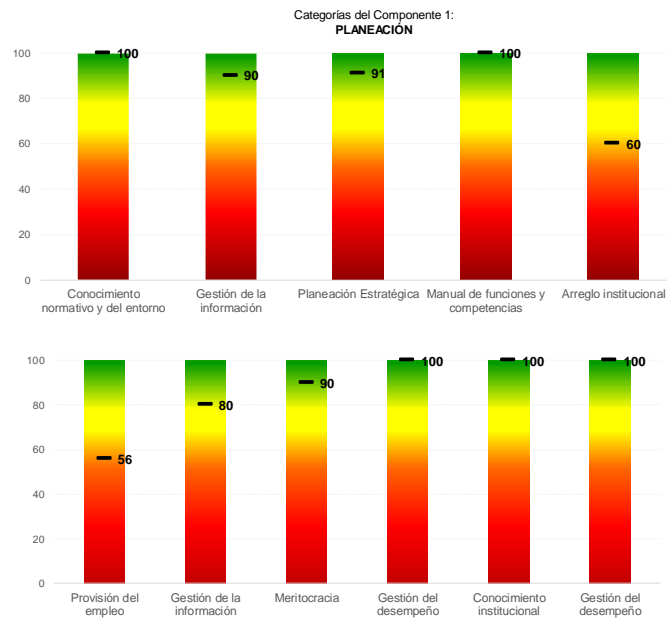 Categorías del Componente 1:
PLANEACIÓN
100
80
60
40
20
0
100
90
91
100
60
Conocimiento
normativo y del entorno
Gestión de la
información
Planeación Estratégica
Manual de funciones y
competencias
Arreglo institucional
100
80
60
40
20
0
56
80
90
100
100
100
Provisión del
empleo
Gestión de la
información
Meritocracia
Gestión del
desempeño
Conocimiento
institucional
Gestión del
desempeño